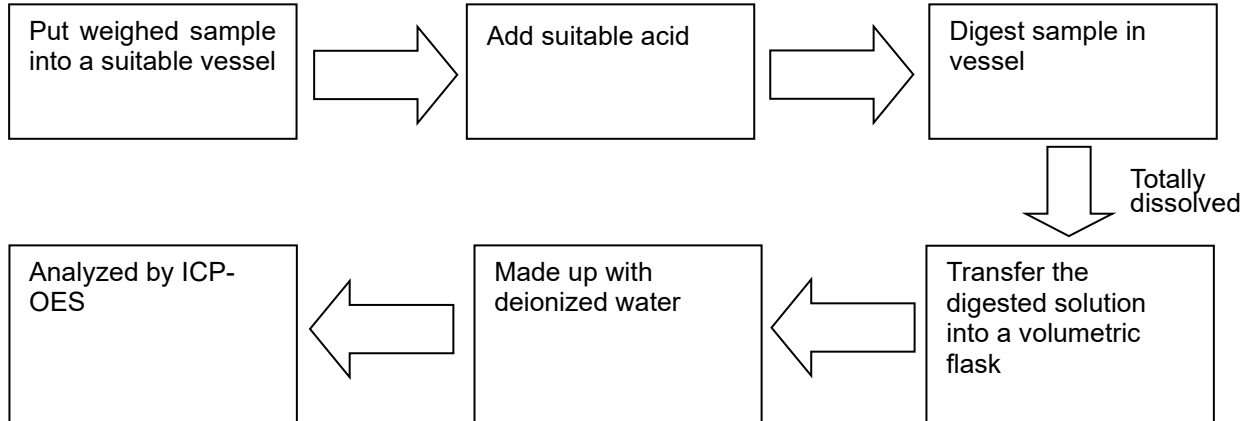 Put weighed sample
into a suitable vessel
Add suitable acid
Digest sample in
vessel
Totally
dissolved
Transfer the
digested solution
into a volumetric
flask
Made up with
deionized water
Analyzed by ICP-
OES